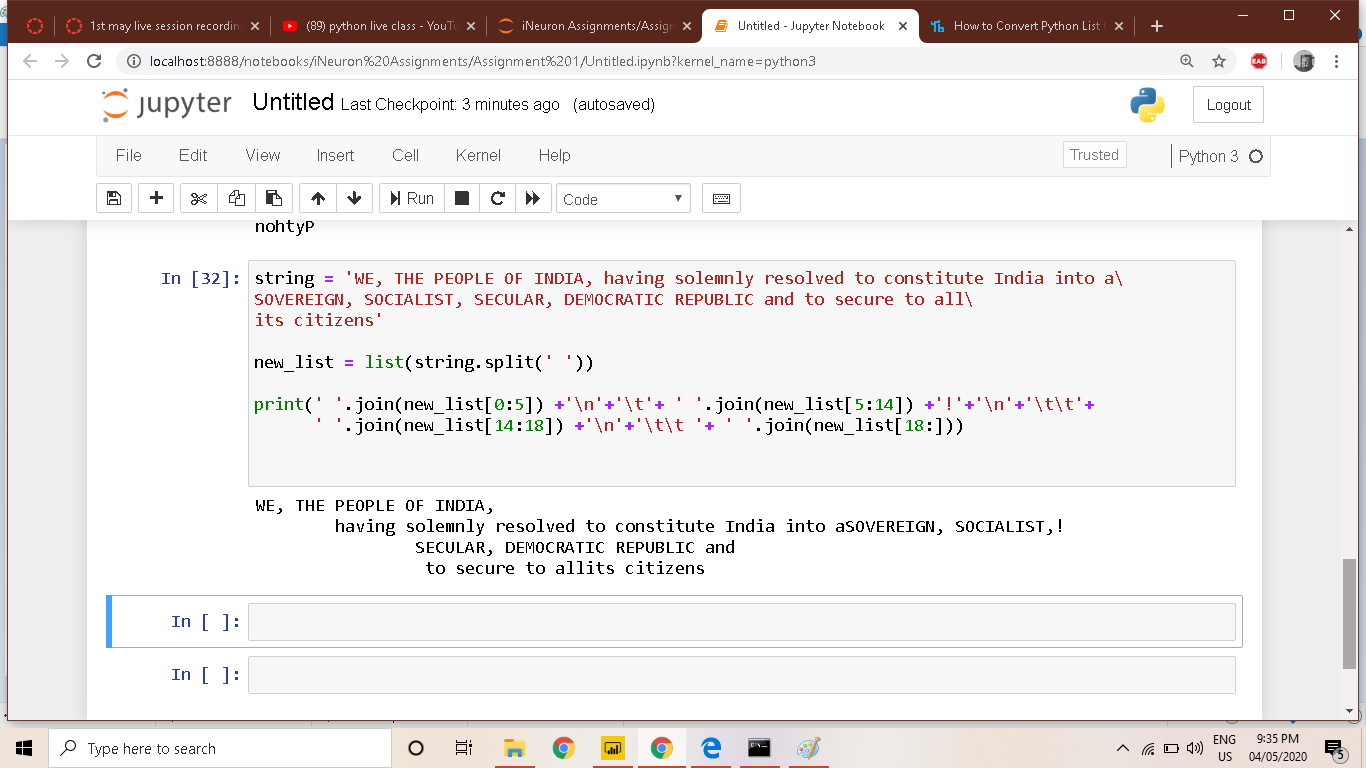 1st may live session recordin
(89) python live class - YouTu
iNeuron Assignments/Assign
Untitled - Jupyter Notebook
How to Convert Python List t
localhost:8888/notebooks/iNeuron%20Assignments/Assignment%201/Untitled.ipynb?kernel_name=python3
EAB
jupyter Untitled Last Checkpoint: 3 minutes ago (autosaved)
Logout
File Edit View Insert Cell Kernel Help
Trusted
Python 3
Run
Code
nohtyP
In [32]: string = 'WE, THE PEOPLE OF INDIA, having solemnly resolved to constitute India into a\
SOVEREIGN, SOCIALIST, SECULAR, DEMOCRATIC REPUBLIC and to secure to all\
its citizens'
new_list = list(string.split(' '))
print(' '.join(new_list[0:5]) +'\n'+'\t'+ ' '.join(new_list[5:14]) +'!'+'\n'+'\t\t'+
' '.join(new_list[14:18]) +'\n'+'\t\t '+ ' '.join(new_list[18:]))
WE, THE PEOPLE OF INDIA,
having solemnly resolved to constitute India into aSOVEREIGN, SOCIALIST,!
SECULAR, DEMOCRATIC REPUBLIC and
to secure to allits citizens
In [ ]:
In [ ]:
Type here to search
ENG
US
9:35 PM
04/05/2020
5